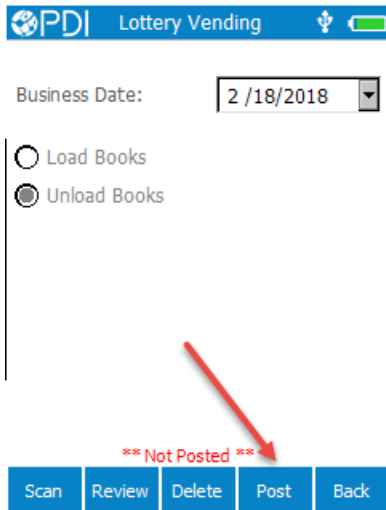 PDI Lottery Vending
Business Date: 2 /18/2018
Load Books
Unload Books
** Not Posted **
Scan Review Delete Post Back